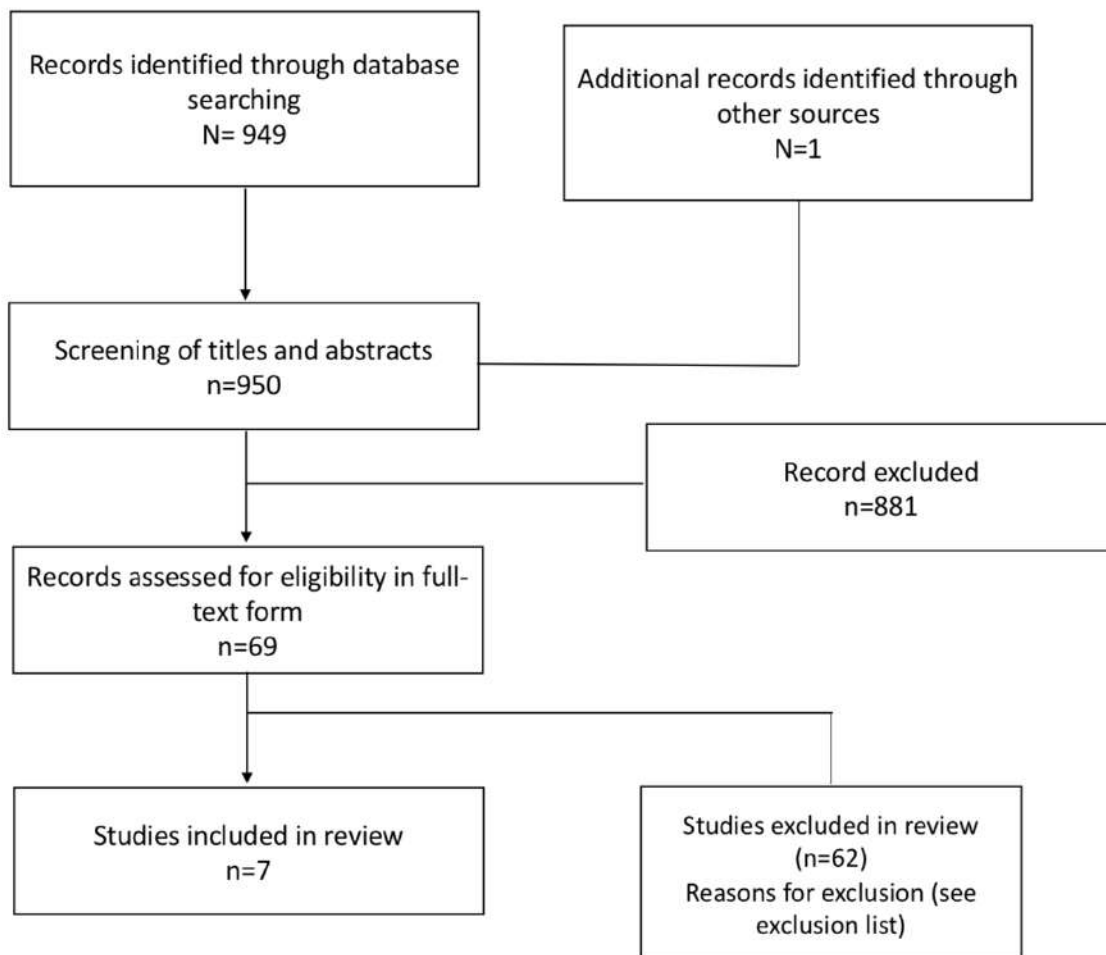 Records identified through database
searching
N= 949
Additional records identified through
other sources
N=1
Screening of titles and abstracts
n=950
Record excluded
n=881
Records assessed for eligibility in full-
text form
n=69
Studies included in review
n=7
Studies excluded in review
(n=62)
Reasons for exclusion (see
exclusion list)